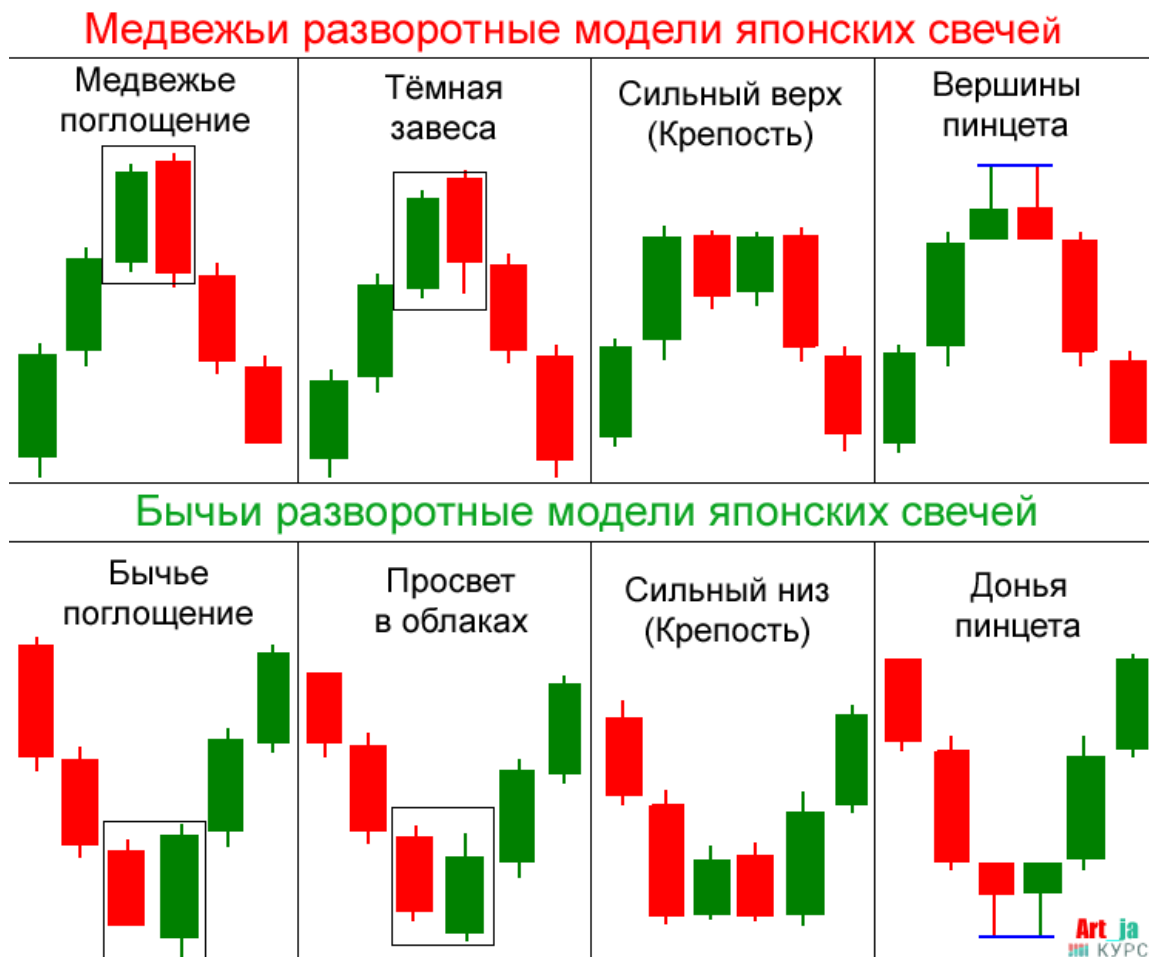 Медвежьи разворотные модели японских свечей
Медвежье
поглощение
Тёмная
завеса
Сильный верх
(Крепость)
Вершины
пинцета
Бычьи разворотные модели японских свечей
Бычье
поглощение
Просвет
в облаках
Сильный низ
(Крепость)
Донья
пинцета
Art_ja
КУРС